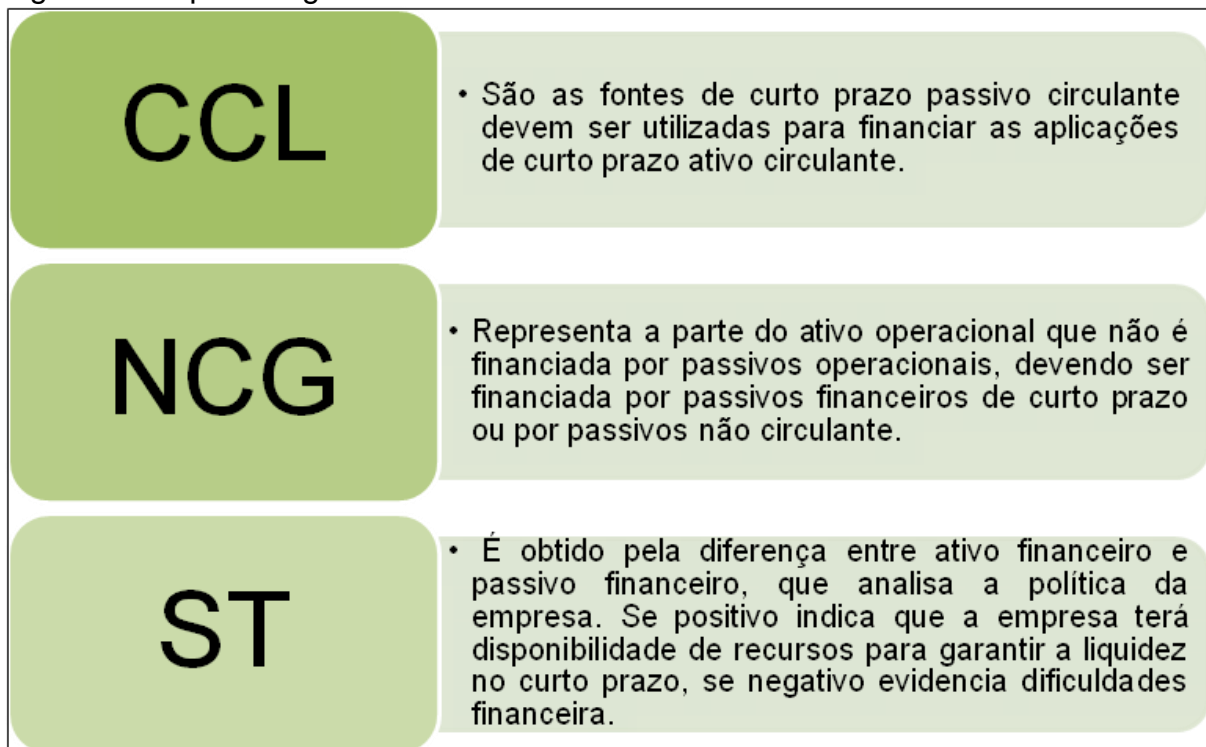 CCL
• São as fontes de curto prazo passivo circulante
devem ser utilizadas para financiar as aplicações
de curto prazo ativo circulante.
NCG
• Representa a parte do ativo operacional que não é
financiada por passivos operacionais, devendo ser
financiada por passivos financeiros de curto prazo
ou por passivos não circulante.
ST
• É obtido pela diferença entre ativo financeiro e
passivo financeiro, que analisa a política da
empresa. Se positivo indica que a empresa terá
disponibilidade de recursos para garantir a liquidez
no curto prazo, se negativo evidencia dificuldades
financeira.